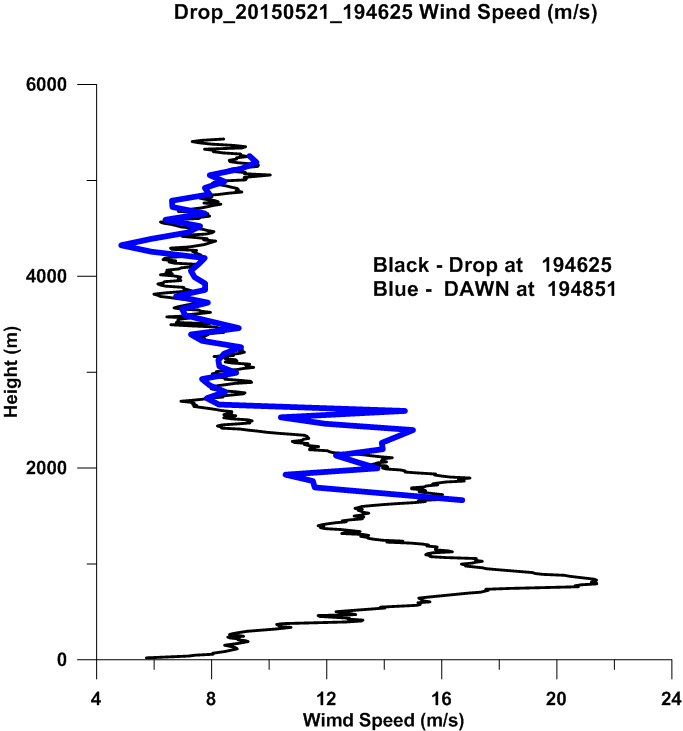 Drop_20150521_194625 Wind Speed (m/s)
6000
Black - Drop at 194625
4000
Blue - DAWN at 194851
Height (m)
2000
0
4 8 12 16 20 24
Wimd Speed (m/s)